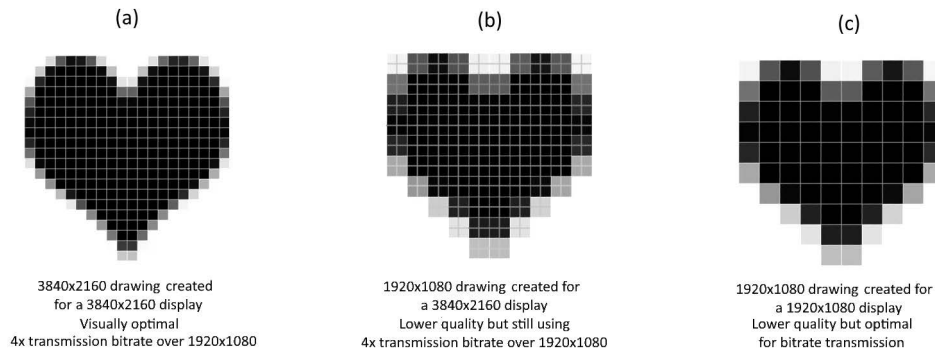 (a)
(b)
(c)
3840x2160 drawing created
for a 3840x2160 display
Visually optimal
4x transmission bitrate over 1920x1080
1920x1080 drawing created for
a 3840x2160 display
Lower quality but still using
4x transmission bitrate over 1920x1080
1920x1080 drawing created for
a 1920x1080 display
Lower quality but optimal
for bitrate transmission